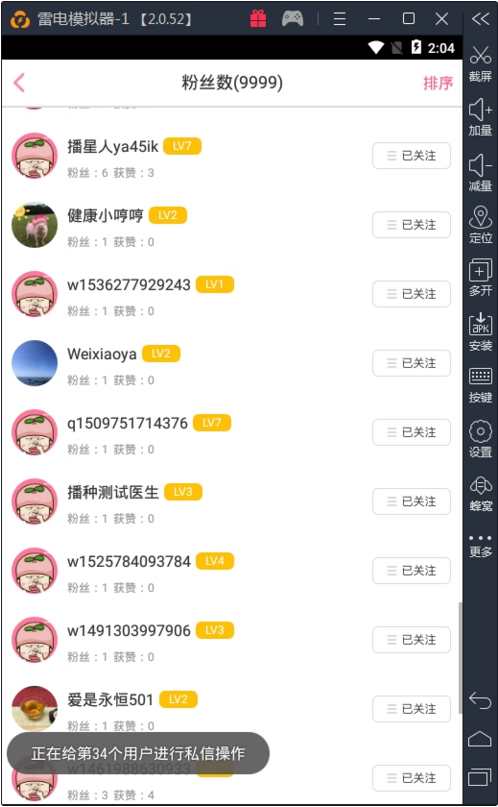 雷电模拟器-1 【2.0.52】
2:04
粉丝数(9999)
排序
播星人ya45ik LV7
粉丝：6 获赞：3
已关注
健康小哼哼 LV2
粉丝：1 获赞：0
已关注
w1536277929243 LV1
粉丝：1 获赞：0
已关注
Weixiaoya LV2
粉丝：1 获赞：0
已关注
q1509751714376 LV7
粉丝：1 获赞：0
已关注
播种测试医生 LV3
粉丝：1 获赞：0
已关注
w1525784093784 LV4
粉丝：1 获赞：0
已关注
w1491303997906 LV3
粉丝：1 获赞：0
已关注
爱是永恒501 LV2
粉丝：1 获赞：0
已关注
正在给第34个用户进行私信操作
w1461988630933
粉丝：3 获赞：4
已关注
截屏
加量
减量
定位
多开
APK
安装
按键
设置
蜂窝
更多